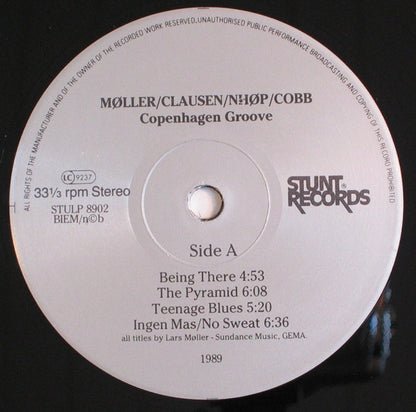 ALL RIGHTS OF THE MANUFACTURER AND OF THE OWNER OF THE RECORDED WORK RESERVED. UNAUTHORISED PUBLIC PERFORMANCE BROADCASTING AND COPYING OF THIS RECORD PROHIBITED
MØLLER/CLAUSEN/NHØP/COBB
Copenhagen Groove
LC 9237
33⅓ rpm Stereo
STULP 8902
BIEM/n©b
STUNT®
RECORDS
Side A
Being There 4:53
The Pyramid 6:08
Teenage Blues 5:20
Ingen Mas/No Sweat 6:36
all titles by Lars Møller - Sundance Music, GEMA.
1989